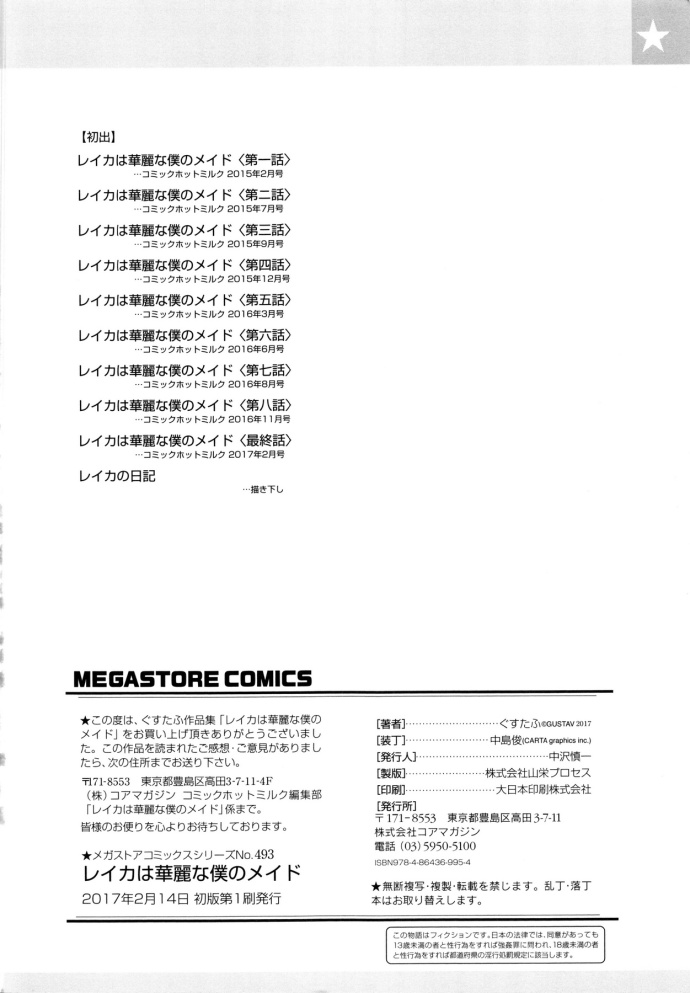 【初出】
レイカは華麗な僕のメイド〈第一話〉
…コミックホットミルク 2015年2月号
レイカは華麗な僕のメイド〈第二話〉
…コミックホットミルク 2015年7月号
レイカは華麗な僕のメイド〈第三話〉
…コミックホットミルク 2015年9月号
レイカは華麗な僕のメイド〈第四話〉
…コミックホットミルク 2015年12月号
レイカは華麗な僕のメイド〈第五話〉
…コミックホットミルク 2016年3月号
レイカは華麗な僕のメイド〈第六話〉
…コミックホットミルク 2016年6月号
レイカは華麗な僕のメイド〈第七話〉
…コミックホットミルク 2016年8月号
レイカは華麗な僕のメイド〈第八話〉
…コミックホットミルク 2016年11月号
レイカは華麗な僕のメイド〈最終話〉
…コミックホットミルク 2017年2月号
レイカの日記
…描き下し
MEGASTORE COMICS
★この度は、ぐすたふ作品集「レイカは華麗な僕の
メイド」をお買い上げ頂きありがとうございまし
た。この作品を読まれたご感想・ご意見がありまし
たら、次の住所までお送り下さい。
〒171-8553 東京都豊島区高田3-7-11-4F
（株）コアマガジン コミックホットミルク編集部
「レイカは華麗な僕のメイド」係まで。
皆様のお便りを心よりお待ちしております。
★メガストアコミックスシリーズNo.493
レイカは華麗な僕のメイド
2017年2月14日 初版第1刷発行
[著者]…………………………ぐすたふ©GUSTAV 2017
[装丁]………………中島俊(CARTA graphics inc.)
[発行人]……………………………………中沢慎一
[製版]……………………株式会社山栄プロセス
[印刷]………………………大日本印刷株式会社
[発行所]
〒171-8553 東京都豊島区高田3-7-11
株式会社コアマガジン
電話 (03) 5950-5100
ISBN978-4-86436-995-4
★無断複写・複製・転載を禁じます。乱丁・落丁
本はお取り替えします。
この物語はフィクションです。日本の法律では、同意があっても
13歳未満の者と性行為をすれば強姦罪に問われ、18歳未満の者
と性行為をすれば都道府県の淫行処罰規定に該当します。